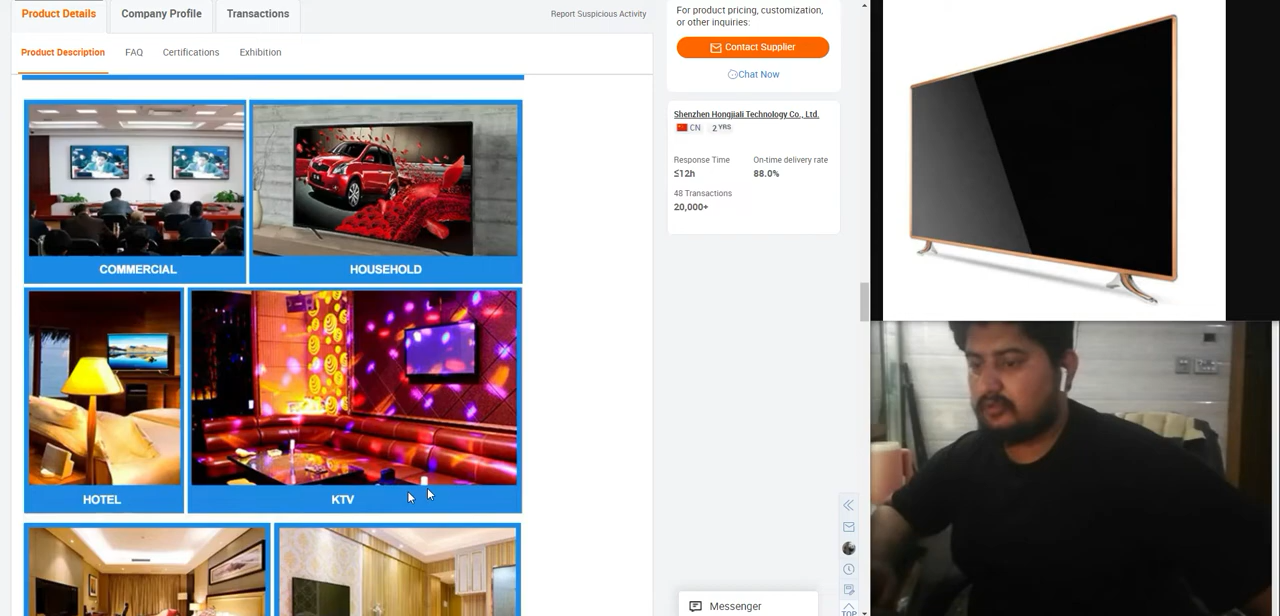 Product Details
Company Profile
Transactions
Report Suspicious Activity
Product Description
FAQ
Certifications
Exhibition
COMMERCIAL
HOUSEHOLD
HOTEL
KTV
For product pricing, customization,
or other inquiries:
Contact Supplier
Chat Now
Shenzhen Hongjiali Technology Co., Ltd.
CN 2 YRS
Response Time
On-time delivery rate
≤12h
88.0%
48 Transactions
20,000+
TOP
Messenger